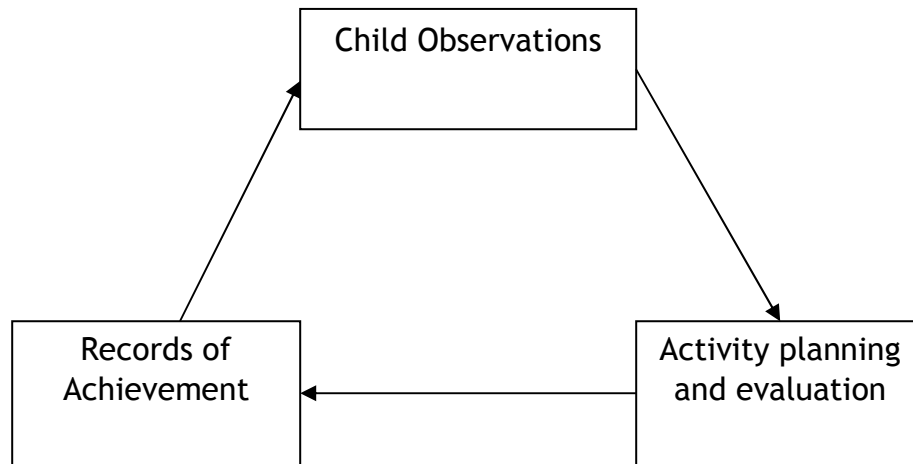 Child Observations
Records of
Achievement
Activity planning
and evaluation